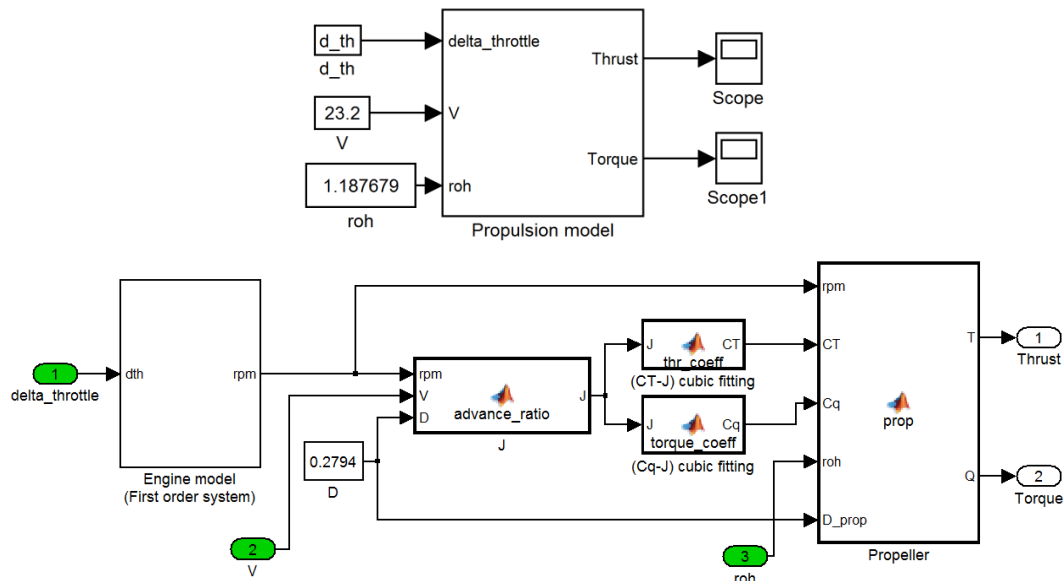 d_th
d_th
delta_throttle
23.2
V
V
1.187679
roh
roh
Thrust
Torque
Scope
Scope1
Propulsion model
1
delta_throttle
dth
rpm
Engine model
(First order system)
2
V
0.2794
D
rpm
V
D
advance_ratio
J
J
J
CT
thr_coeff
(CT-J) cubic fitting
J
Cq
torque_coeff
(Cq-J) cubic fitting
3
roh
rpm
CT
Cq
roh
D_prop
prop
T
Q
Propeller
1
Thrust
2
Torque